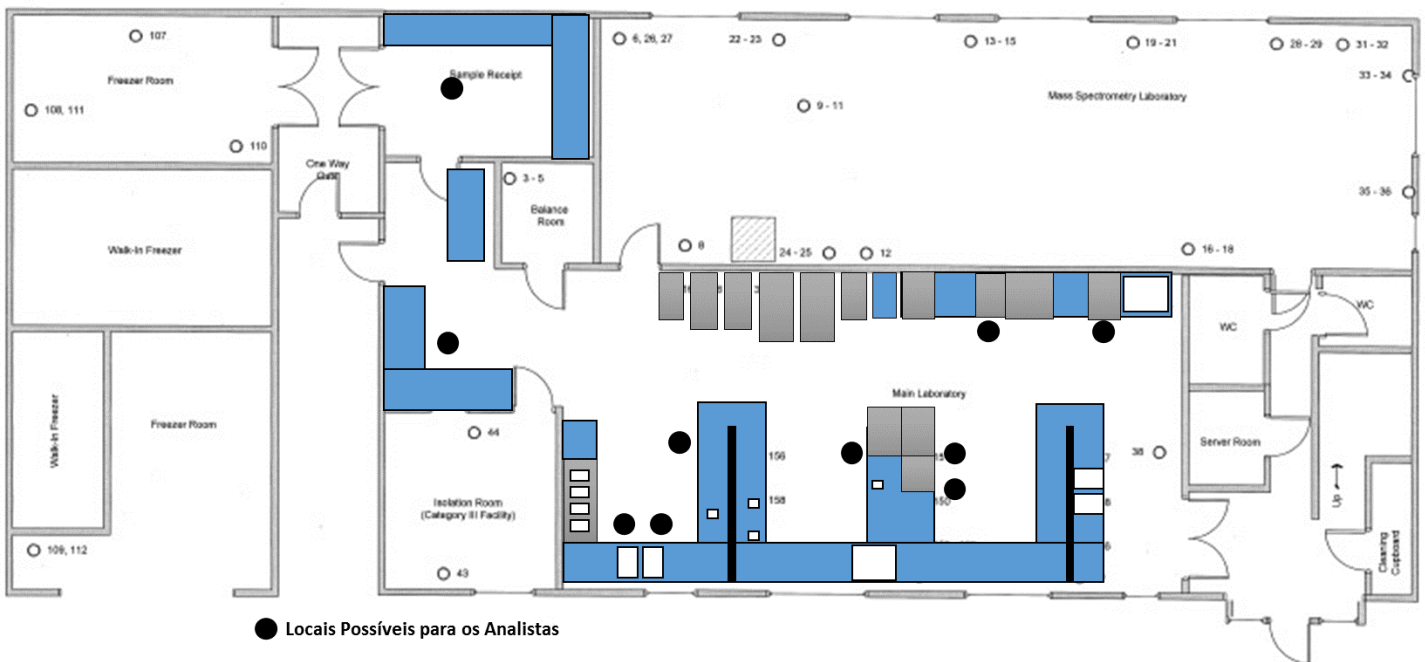 107
6, 26, 27
22 - 23
13 - 15
19 - 21
28 - 29
31 - 32
Freezer Room
Sample Receipt
33 - 34
Mass Spectrometry Laboratory
108, 111
9 - 11
110
One Way
3 - 5
35 - 36
Balance
Room
Walk-In Freezer
8
24 - 25
12
16 - 18
WC
WC
Main Laboratory
Walk-In Freezer
Freezer Room
44
Server Room
38
156
7
Up
Isolation Room
(Category III Facility)
158
150
8
109, 112
6
Cleaning
Cupboard
43
Locais Possíveis para os Analistas